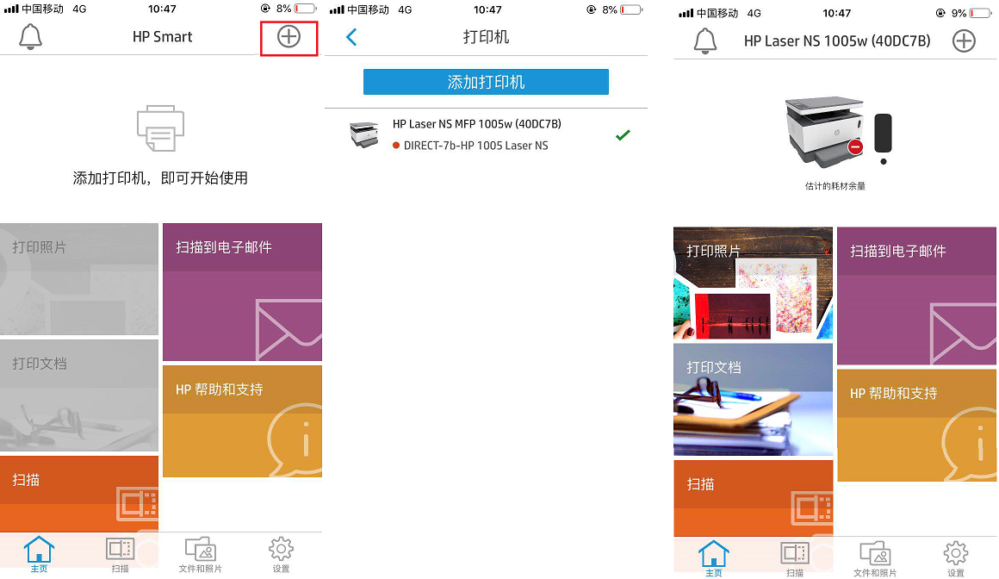 中国移动 4G 10:47 8%
HP Smart
添加打印机，即可开始使用
打印照片
扫描到电子邮件
打印文档
HP 帮助和支持
扫描
主页 扫描 文件和照片 设置
中国移动 4G 10:47 8%
打印机
添加打印机
HP Laser NS MFP 1005w (40DC7B)
DIRECT-7b-HP 1005 Laser NS
中国移动 4G 10:47 9%
HP Laser NS 1005w (40DC7B)
估计的耗材余量
打印照片
扫描到电子邮件
打印文档
HP 帮助和支持
扫描
主页 扫描 文件和照片 设置